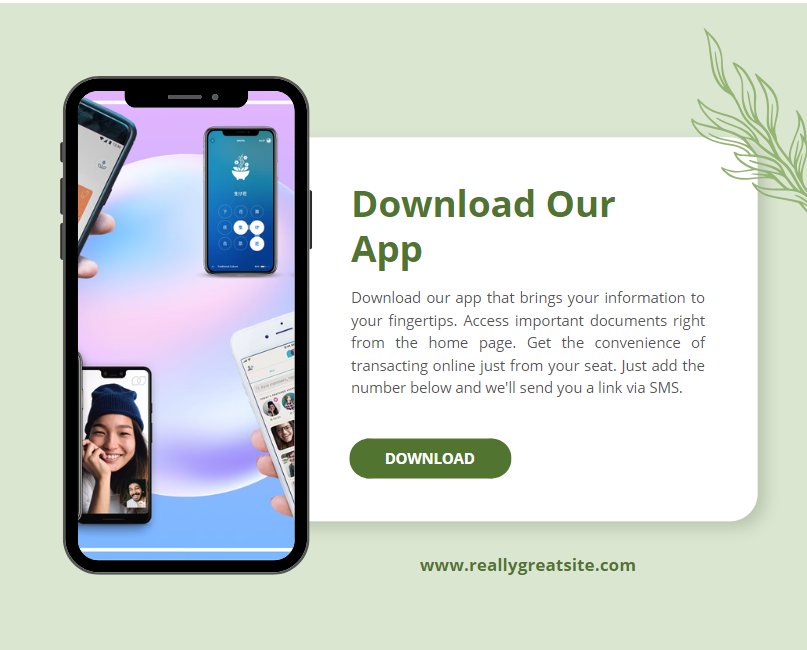 Download Our
App
Download our app that brings your information to
your fingertips. Access important documents right
from the home page. Get the convenience of
transacting online just from your seat. Just add the
number below and we'll send you a link via SMS.
DOWNLOAD
www.reallygreatsite.com